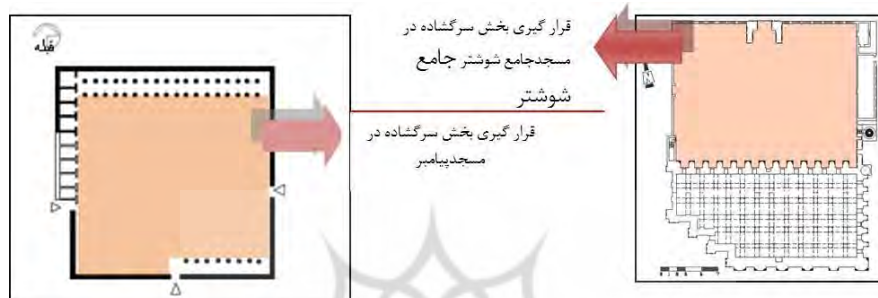 قبله
قرار گیری بخش سرگشاده در
مسجدجامع شوشتر جامع
شوشتر
قرار گیری بخش سرگشاده در
مسجدپیامبر